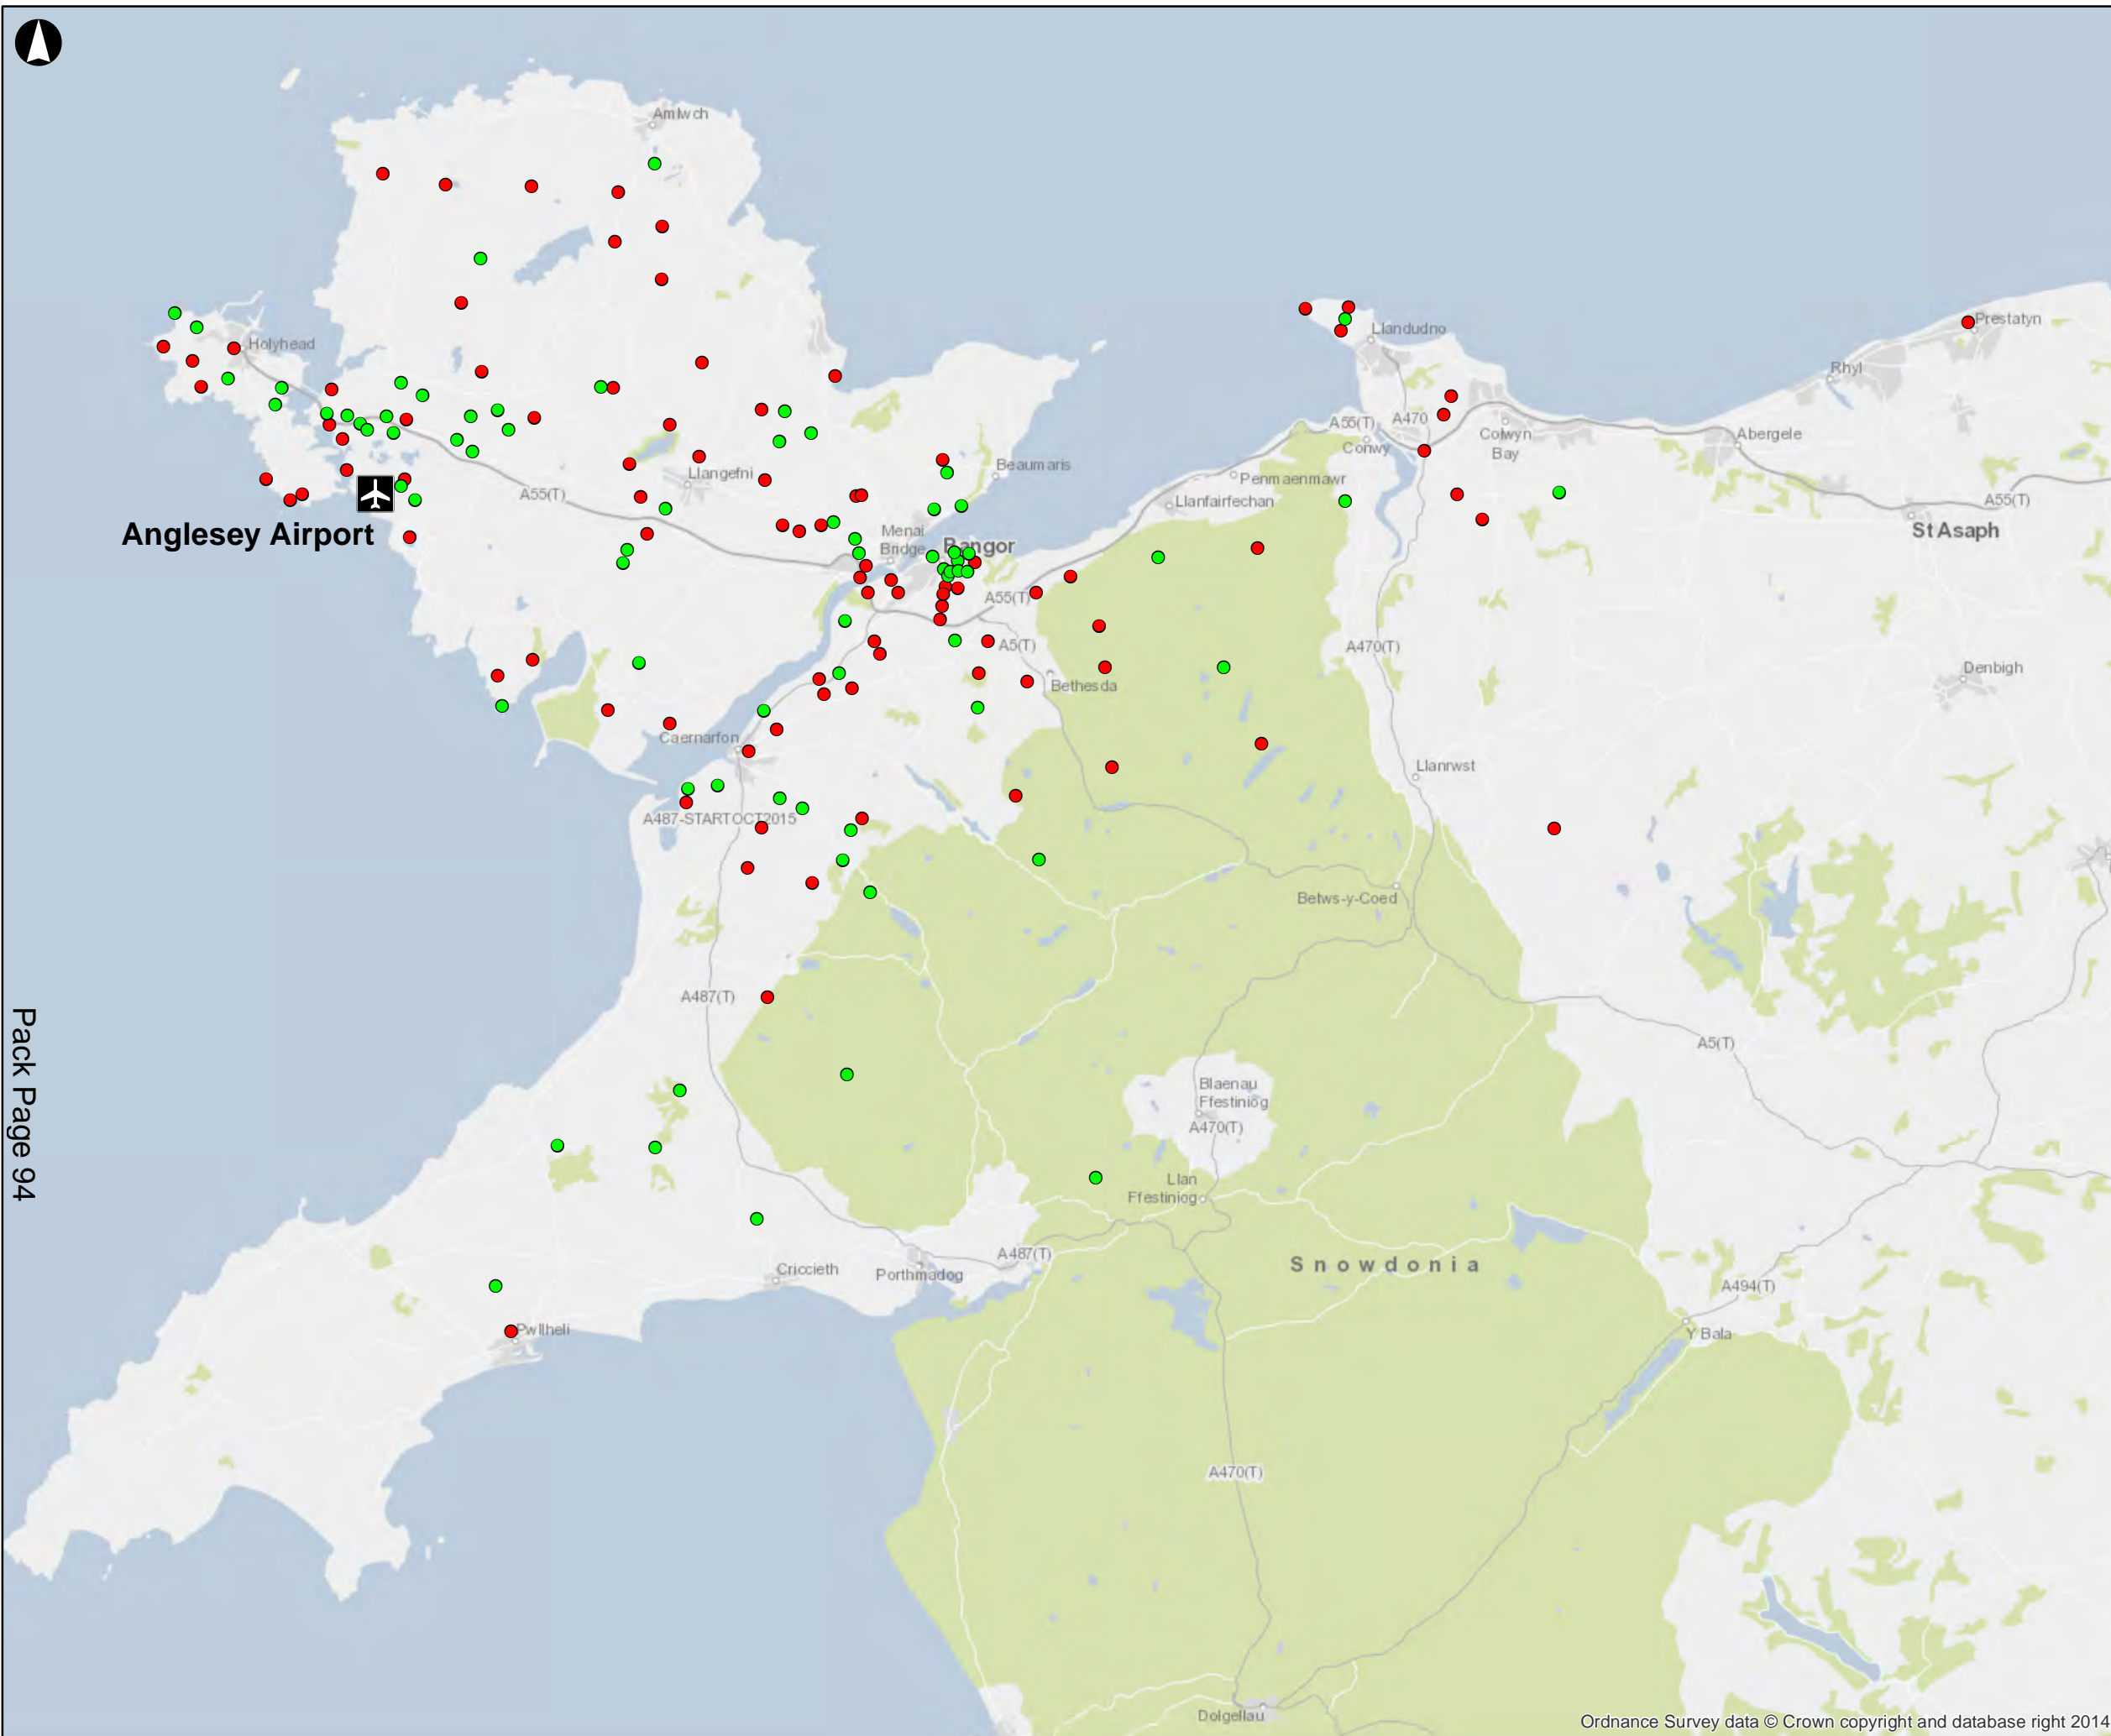 Amlwch
Holyhead
Llandudno
Prestatyn
Rhyl
A55(T)
A470
Conwy
Colwyn
Bay
Abergele
Beaumaris
Llangefni
Penmaenmawr
Llanfairfechan
A55(T)
A55(T)
St Asaph
Anglesey Airport
Menai
Bridge
Bangor
A55(T)
A5(T)
A470(T)
Denbigh
Bethesda
Caernarfon
Llanrwst
A487-STARTOCT2015
Betws-y-Coed
A487(T)
Pack Page 94
A5(T)
Blaenau
Ffestiniog
A470(T)
Llan
Ffestiniog
A487(T)
Snowdonia
Criccieth
Porthmadog
A494(T)
Pwllheli
Y Bala
A470(T)
Dolgellau
Ordnance Survey data © Crown copyright and database right 2014